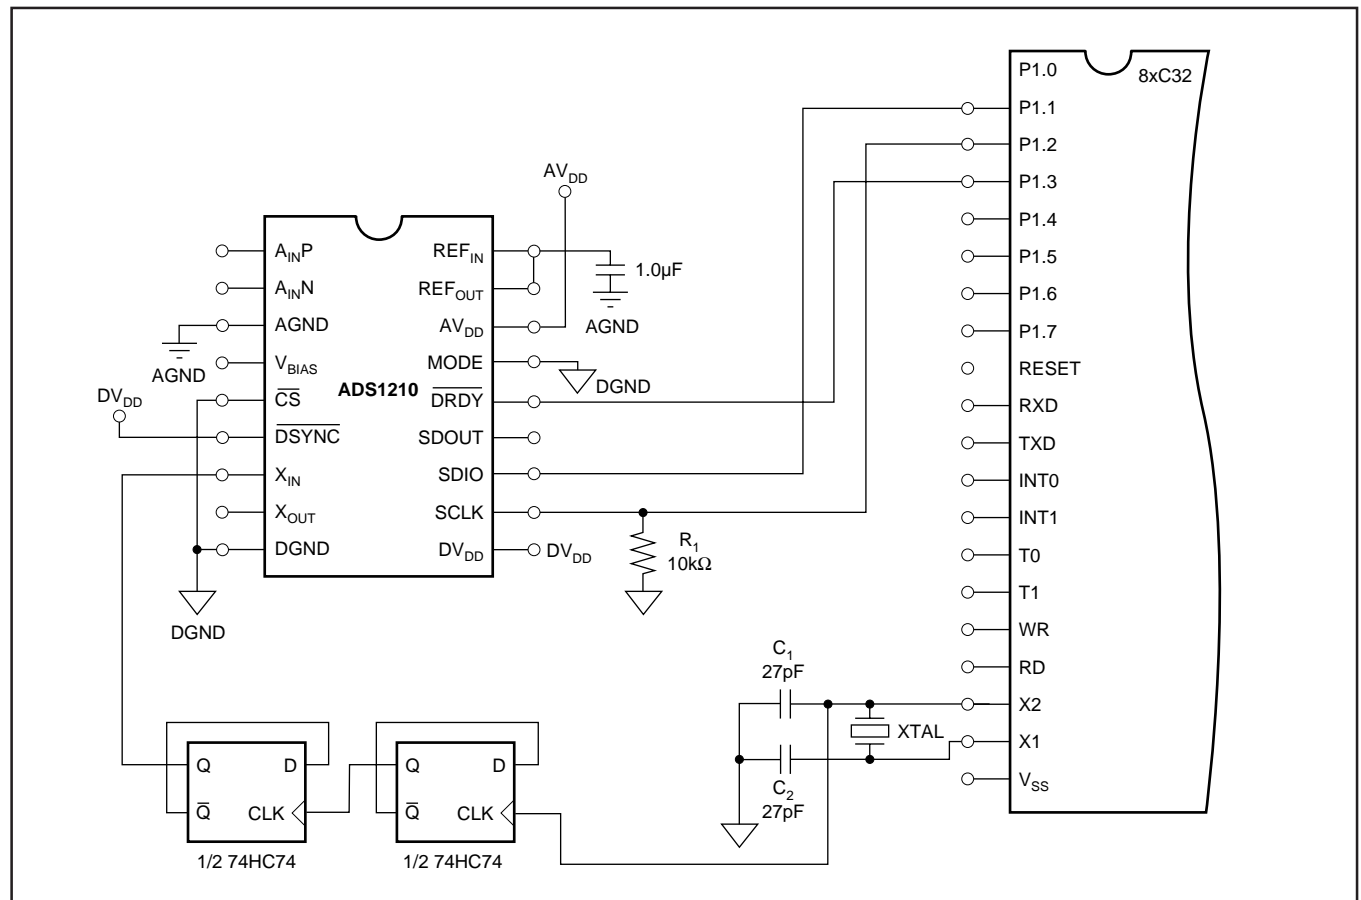 8xC32
P1.0
P1.1
P1.2
P1.3
P1.4
P1.5
P1.6
P1.7
RESET
RXD
TXD
INT0
INT1
T0
T1
WR
RD
X2
X1
VSS
AVDD
AINP
AINN
AGND
VBIAS
C̅S̅
D̅S̅Y̅N̅C̅
XIN
XOUT
DGND
ADS1210
REFIN
REFOUT
AVDD
MODE
D̅R̅D̅Y̅
SDOUT
SDIO
SCLK
DVDD
1.0µF
AGND
DGND
AGND
DVDD
DVDD
DGND
R1
10kΩ
C1
27pF
XTAL
C2
27pF
Q D
Q̅ CLK
1/2 74HC74
Q D
Q̅ CLK
1/2 74HC74